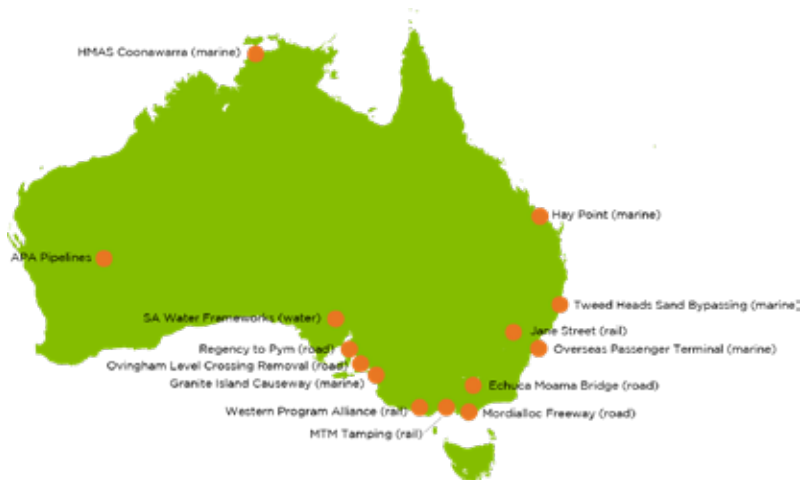 HMAS Coonawarra (marine)
Hay Point (marine)
APA Pipelines
Tweed Heads Sand Bypassing (marine)
SA Water Frameworks (water)
Jane Street (rail)
Regency to Pym (road)
Overseas Passenger Terminal (marine)
Ovingham Level Crossing Removal (road)
Granite Island Causeway (marine)
Echuca Moama Bridge (road)
Western Program Alliance (rail)
Mordialloc Freeway (road)
MTM Tamping (rail)